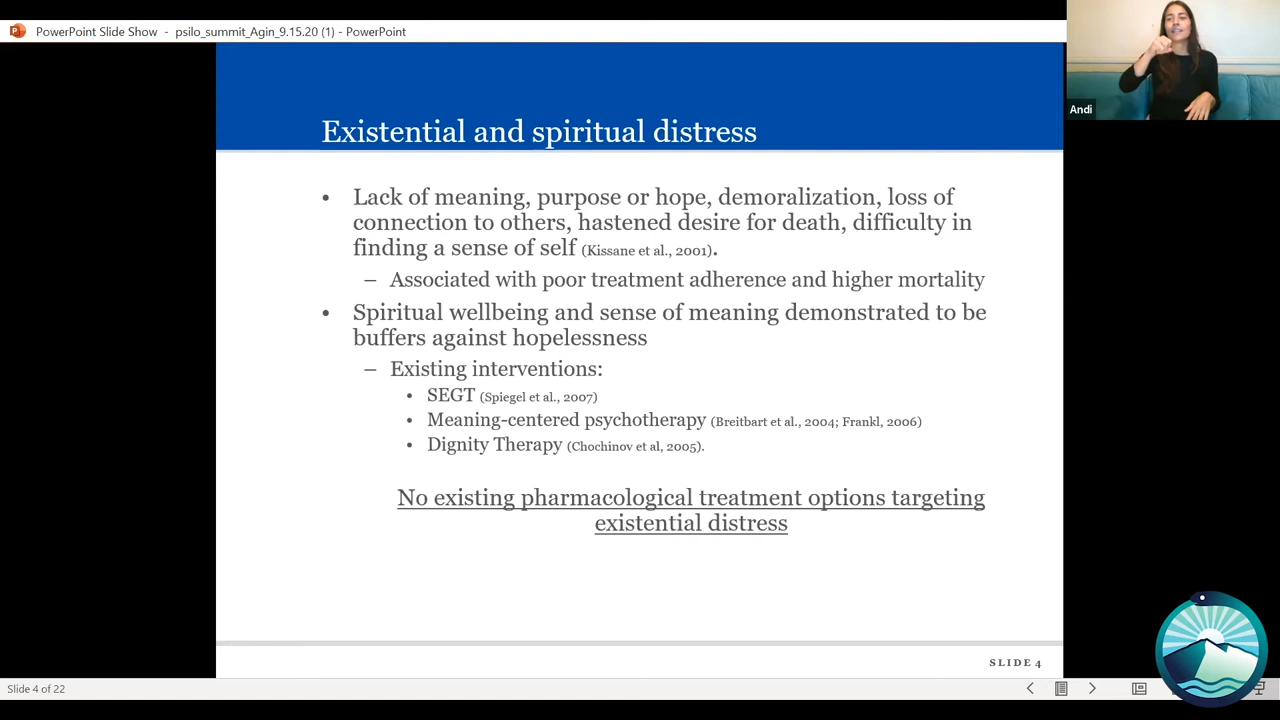 PowerPoint Slide Show - psilo_summit_Agin_9.15.20 (1) - PowerPoint
Andi
Existential and spiritual distress
• Lack of meaning, purpose or hope, demoralization, loss of
connection to others, hastened desire for death, difficulty in
finding a sense of self (Kissane et al., 2001).
– Associated with poor treatment adherence and higher mortality
• Spiritual wellbeing and sense of meaning demonstrated to be
buffers against hopelessness
– Existing interventions:
• SEGT (Spiegel et al., 2007)
• Meaning-centered psychotherapy (Breitbart et al., 2004; Frankl, 2006)
• Dignity Therapy (Chochinov et al, 2005).
No existing pharmacological treatment options targeting
existential distress
SLIDE 4
Slide 4 of 22